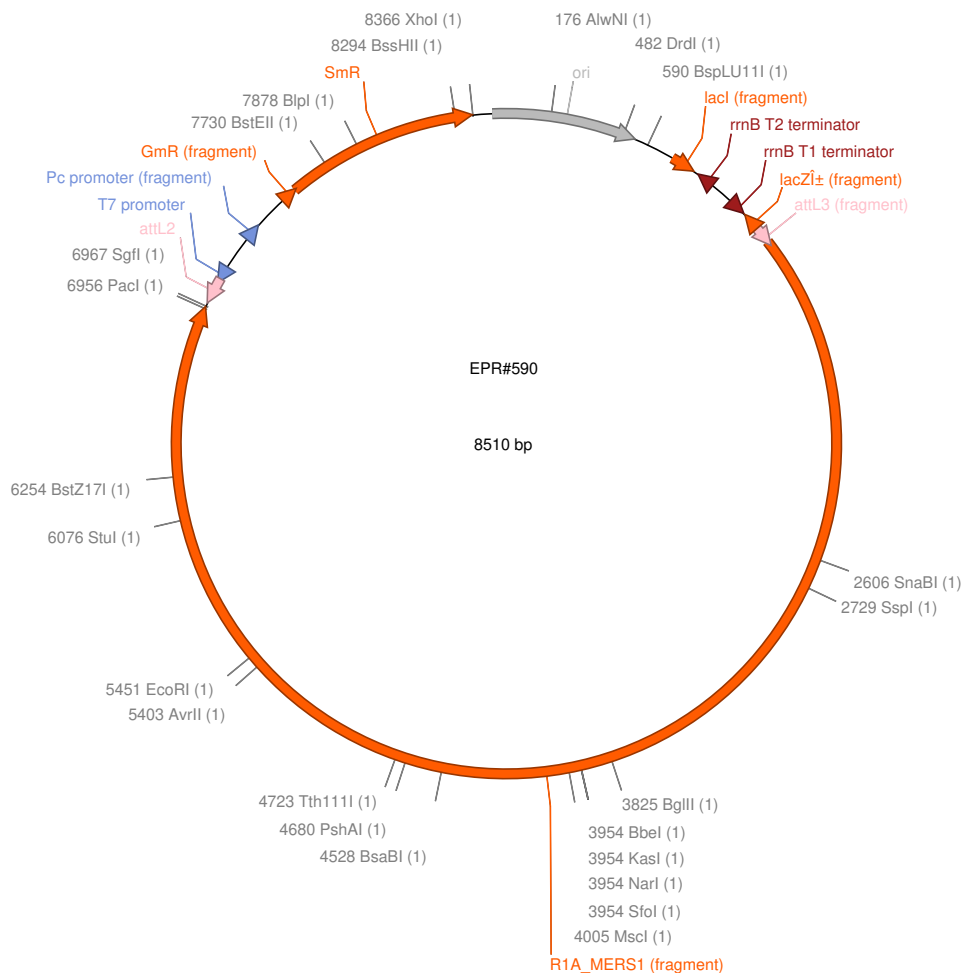 8366 XhoI (1)
8294 BssHII (1)
SmR
7878 BlpI (1)
7730 BstEII (1)
GmR (fragment)
Pc promoter (fragment)
T7 promoter
attL2
6967 SgfI (1)
6956 PacI (1)
176 AlwNI (1)
482 DrdI (1)
ori
590 BspLU11I (1)
lacI (fragment)
rrnB T2 terminator
rrnB T1 terminator
lacZÎ± (fragment)
attL3 (fragment)
EPR#590
8510 bp
6254 BstZ17I (1)
6076 StuI (1)
2606 SnaBI (1)
2729 SspI (1)
5451 EcoRI (1)
5403 AvrII (1)
4723 Tth111I (1)
4680 PshAI (1)
4528 BsaBI (1)
3825 BglII (1)
3954 BbeI (1)
3954 KasI (1)
3954 NarI (1)
3954 SfoI (1)
4005 MscI (1)
R1A_MERS1 (fragment)